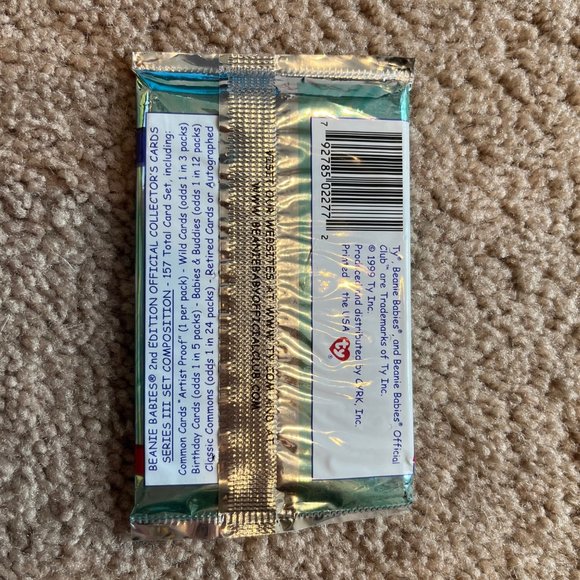 BEANIE BABIES® 2nd EDITION OFFICIAL COLLECTOR'S CARDS
SERIES III SET COMPOSITION - 157 Total Card Set, including:
Common Cards "Artist Proof" (1 per pack) - Wild Cards (odds 1 in 3 packs)
Birthday Cards (odds 1 in 5 packs) - Babies & Buddies (odds 1 in 12 packs)
Classic Commons (odds 1 in 24 packs) - Retired Cards or Autographed
VISIT OUR WEBSITES AT WWW.TY.COM AND AT
WWW.BEANIEBABYOFFICIALCLUB.COM
7 92785 02277 2
Ty®, Beanie Babies®, and Beanie Babies® Official
Club™ are Trademarks of Ty Inc.
© 1999 Ty Inc.
Produced and distributed by CYRK, Inc.
Printed in the USA
ty